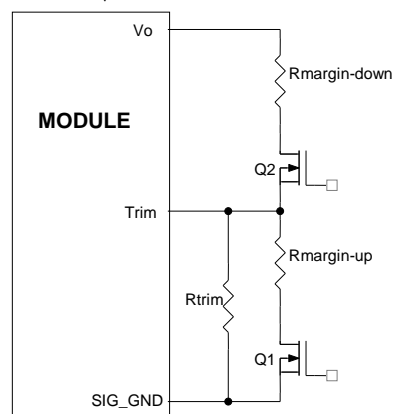 Vo
Rmargin-down
MODULE
Q2
Trim
Rmargin-up
Rtrim
Q1
SIG_GND